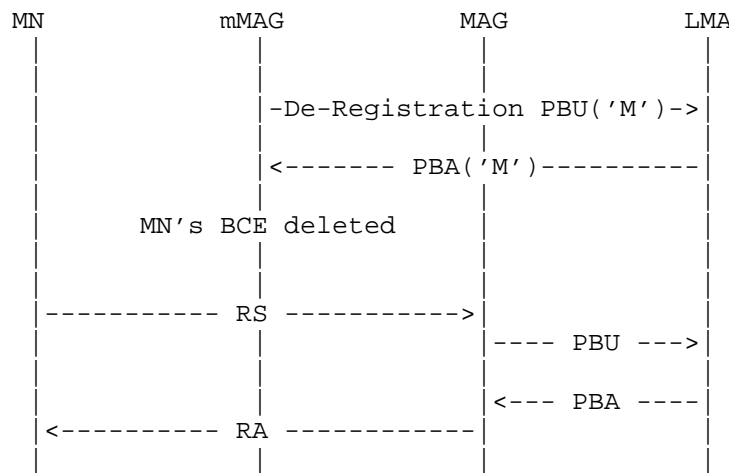 MN mMAG MAG LMA
-De-Registration PBU('M')->
<------- PBA('M')----------
MN's BCE deleted
----------- RS ----------->
---- PBU --->
<--- PBA ----
<---------- RA ------------